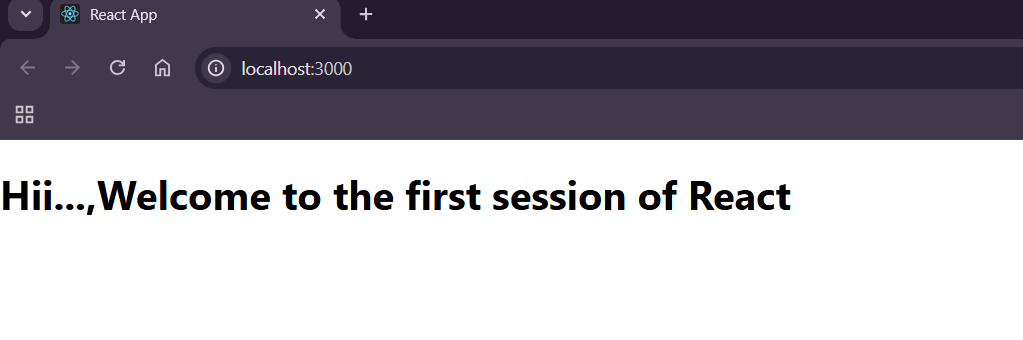 React App
localhost:3000
Hii...,Welcome to the first session of React